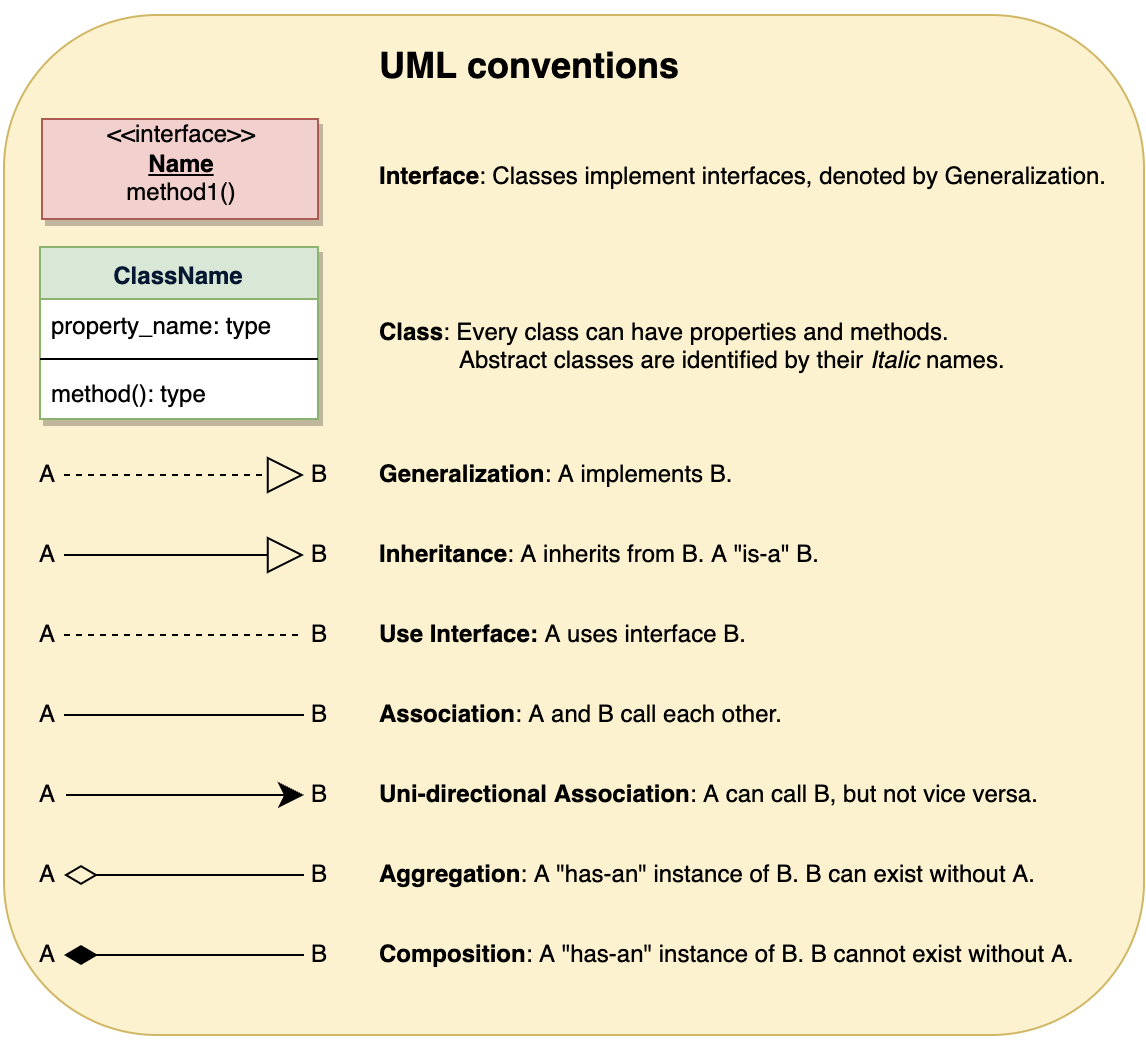 UML conventions
<<interface>>
Name
method1()
Interface: Classes implement interfaces, denoted by Generalization.
ClassName
property_name: type
method(): type
Class: Every class can have properties and methods.
Abstract classes are identified by their Italic names.
A B Generalization: A implements B.
A B Inheritance: A inherits from B. A "is-a" B.
A B Use Interface: A uses interface B.
A B Association: A and B call each other.
A B Uni-directional Association: A can call B, but not vice versa.
A B Aggregation: A "has-an" instance of B. B can exist without A.
A B Composition: A "has-an" instance of B. B cannot exist without A.